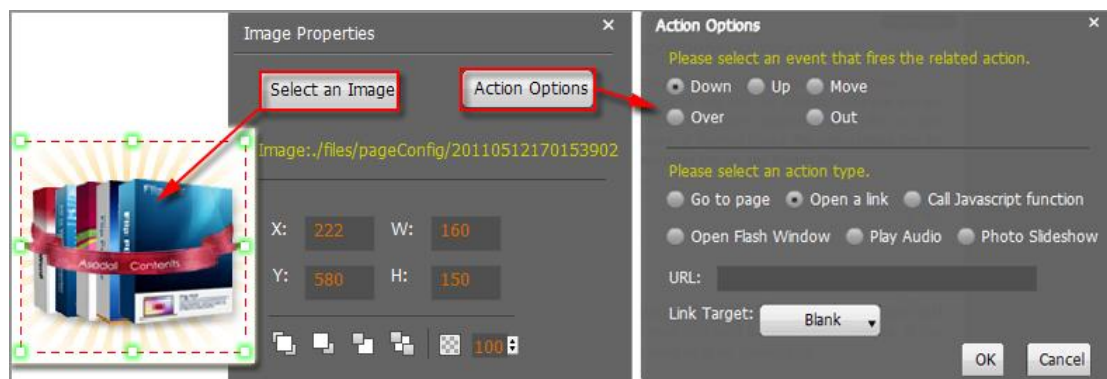 Image Properties
×
Select an Image
Action Options
Image:./files/pageConfig/20110512170153902
X: 222 W: 160
Y: 580 H: 150
100
Action Options
×
Please select an event that fires the related action.
Down Up Move
Over Out
Please select an action type.
Go to page Open a link Call Javascript function
Open Flash Window Play Audio Photo Slideshow
URL:
Link Target: Blank
OK Cancel